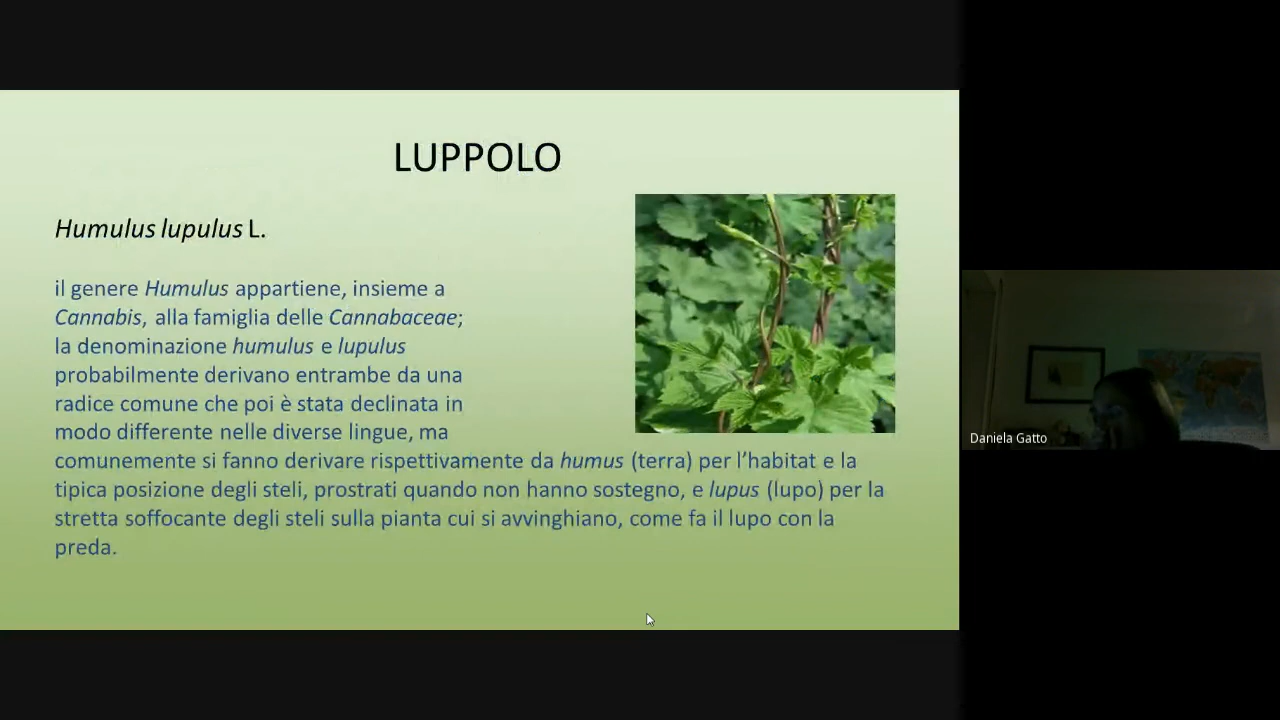 LUPPOLO
Humulus lupulus L.
il genere Humulus appartiene, insieme a
Cannabis, alla famiglia delle Cannabaceae;
la denominazione humulus e lupulus
probabilmente derivano entrambe da una
radice comune che poi è stata declinata in
modo differente nelle diverse lingue, ma
comunemente si fanno derivare rispettivamente da humus (terra) per l’habitat e la
tipica posizione degli steli, prostrati quando non hanno sostegno, e lupus (lupo) per la
stretta soffocante degli steli sulla pianta cui si avvinghiano, come fa il lupo con la
preda.
Daniela Gatto